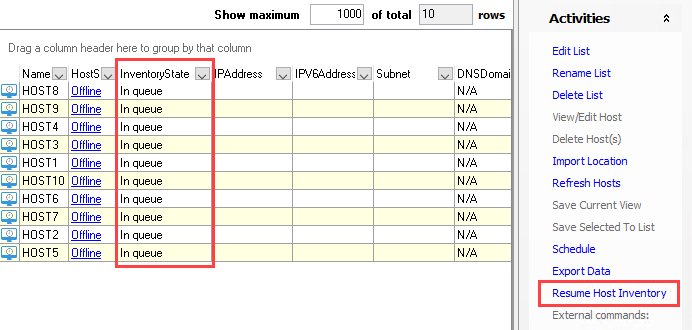 Show maximum 1000 of total 10 rows
Drag a column header here to group by that column
Name HostS InventoryState IPAddress IPV6Address Subnet DNSDomai
HOST8 Offline In queue N/A
HOST9 Offline In queue N/A
HOST4 Offline In queue N/A
HOST3 Offline In queue N/A
HOST1 Offline In queue N/A
HOST10 Offline In queue N/A
HOST6 Offline In queue N/A
HOST7 Offline In queue N/A
HOST2 Offline In queue N/A
HOST5 Offline In queue N/A
Activities
Edit List
Rename List
Delete List
View/Edit Host
Delete Host(s)
Import Location
Refresh Hosts
Save Current View
Save Selected To List
Schedule
Export Data
Resume Host Inventory
External commands: